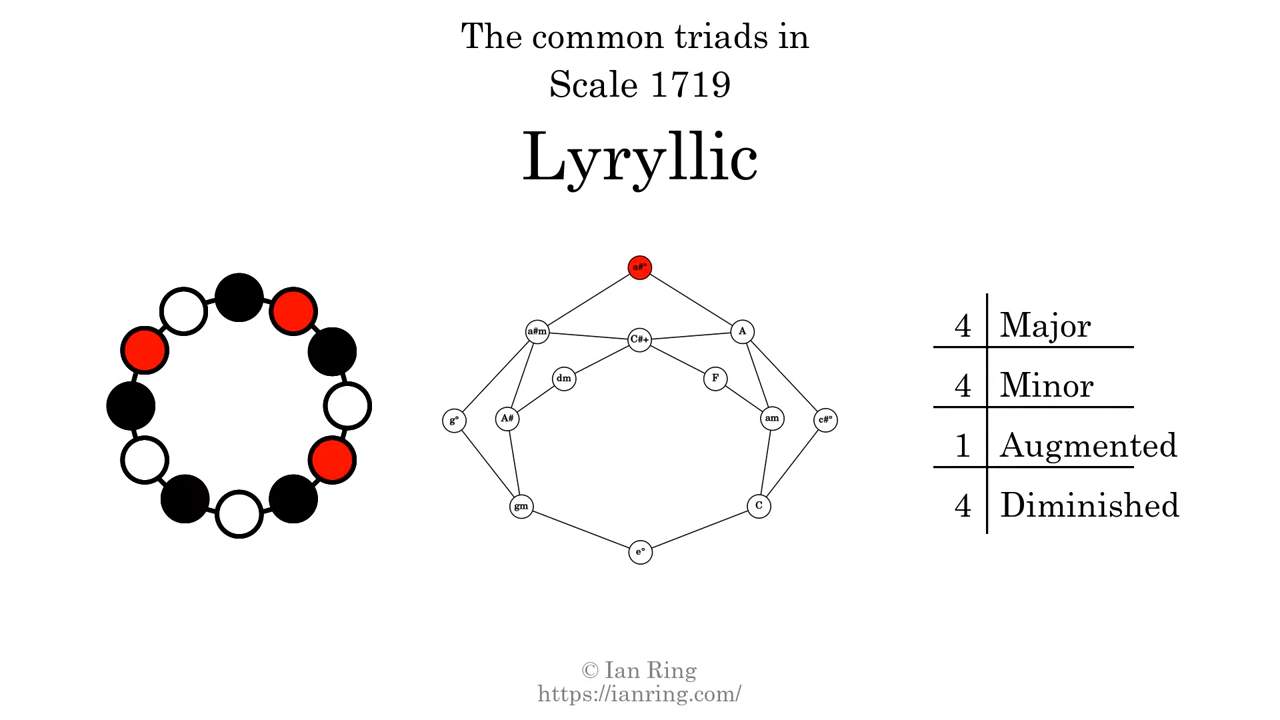 The common triads in
Scale 1719
Lyryllic
a#°
a#m
C#+
A
dm
F
g°
A#
am
c#°
gm
C
e°
4 Major
4 Minor
1 Augmented
4 Diminished
© Ian Ring
https://ianring.com/